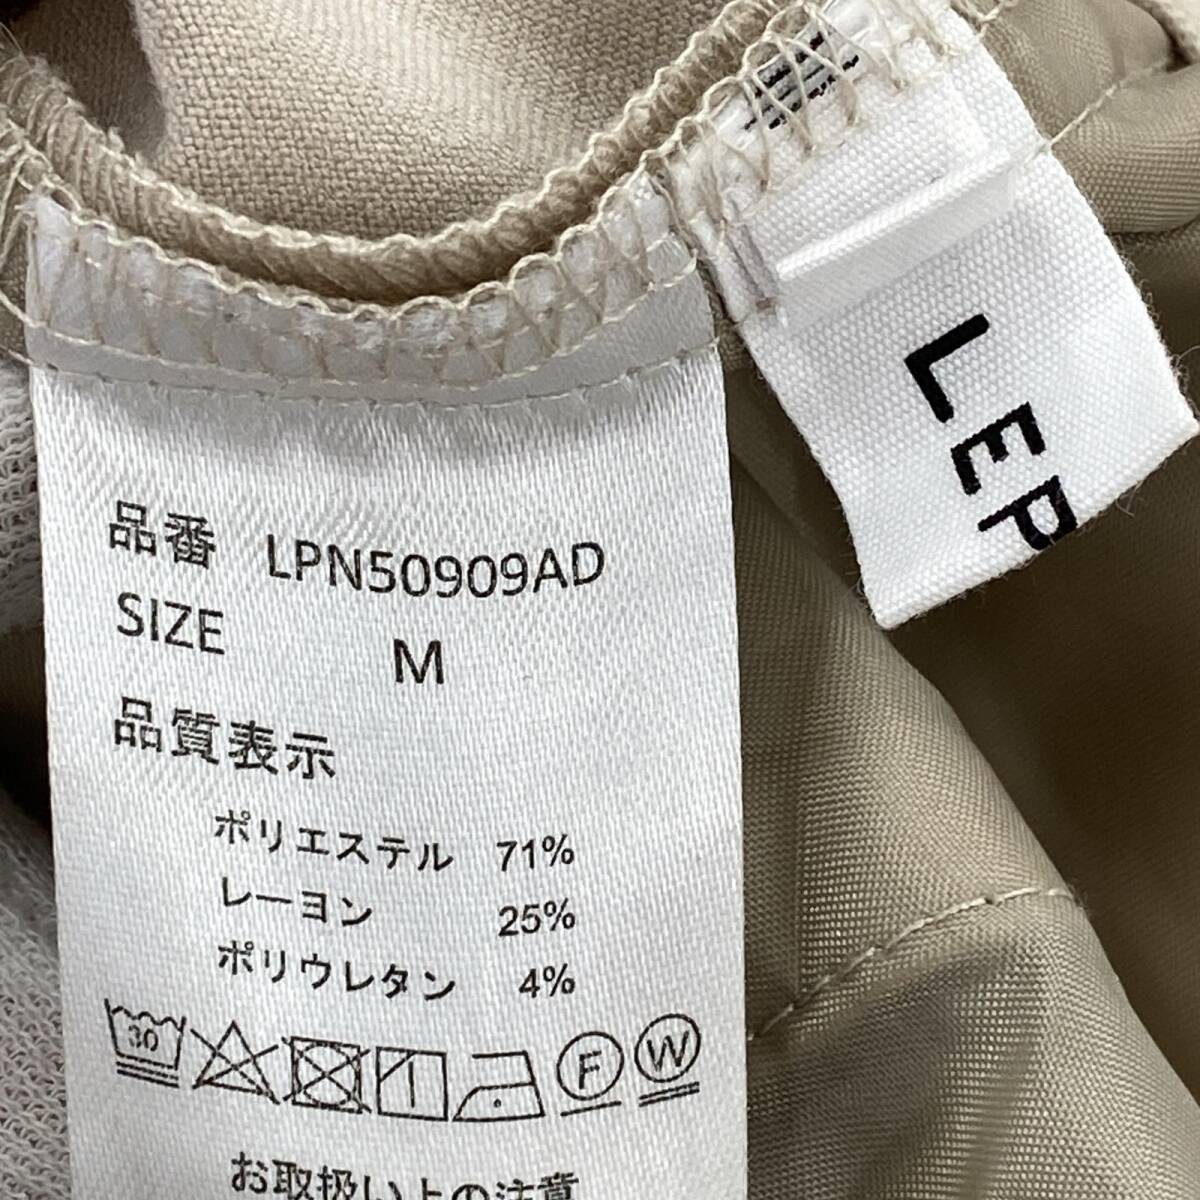 LEP
品番 LPN50909AD
SIZE M
品質表示
ポリエステル 71%
レーヨン 25%
ポリウレタン 4%
30 F W
お取扱い上の注意